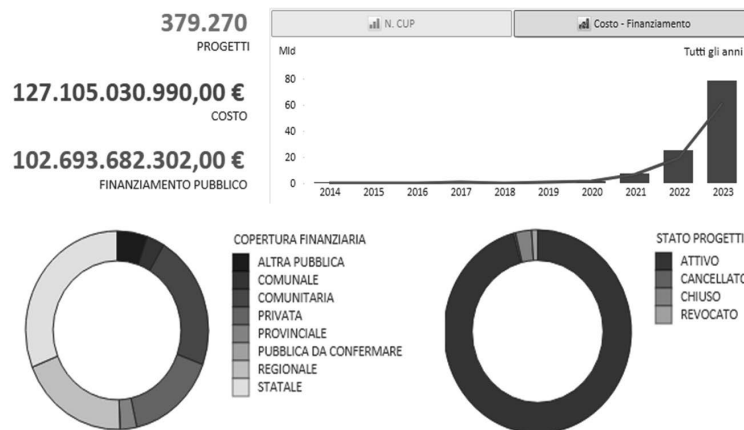 379.270
PROGETTI
127.105.030.990,00 €
COSTO
102.693.682.302,00 €
FINANZIAMENTO PUBBLICO
N. CUP
Costo - Finanziamento
Mld
Tutti gli anni
80
60
40
20
0
2014 2015 2016 2017 2018 2019 2020 2021 2022 2023
COPERTURA FINANZIARIA
ALTRA PUBBLICA
COMUNALE
COMUNITARIA
PRIVATA
PROVINCIALE
PUBBLICA DA CONFERMARE
REGIONALE
STATALE
STATO PROGETTI
ATTIVO
CANCELLATO
CHIUSO
REVOCATO